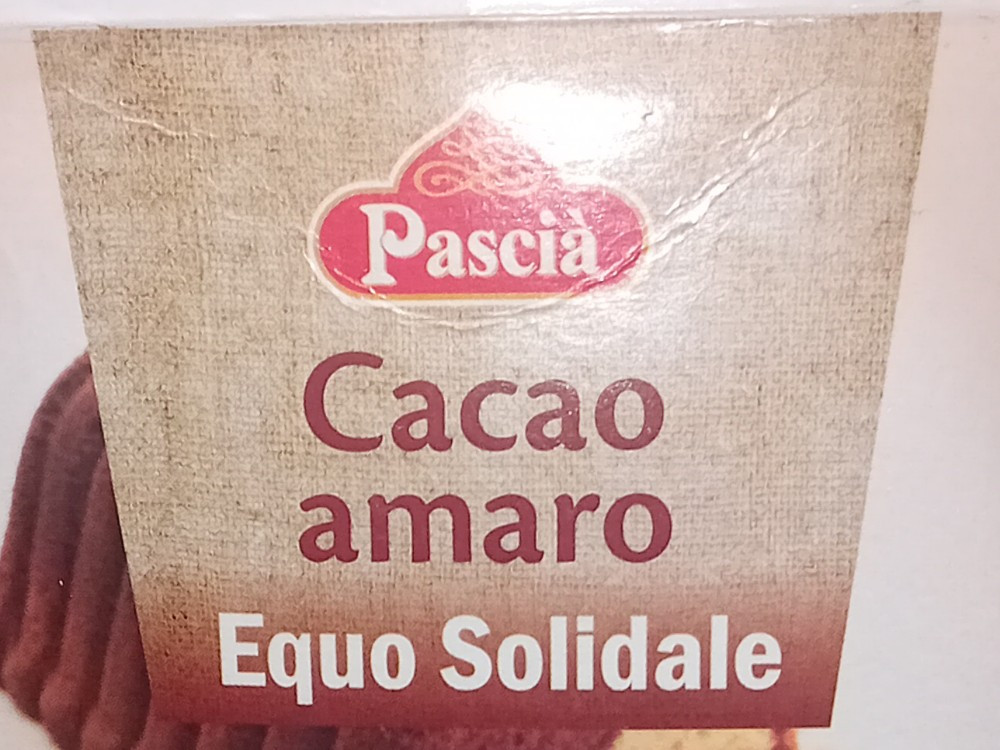 Pascià
Cacao
amaro
Equo Solidale